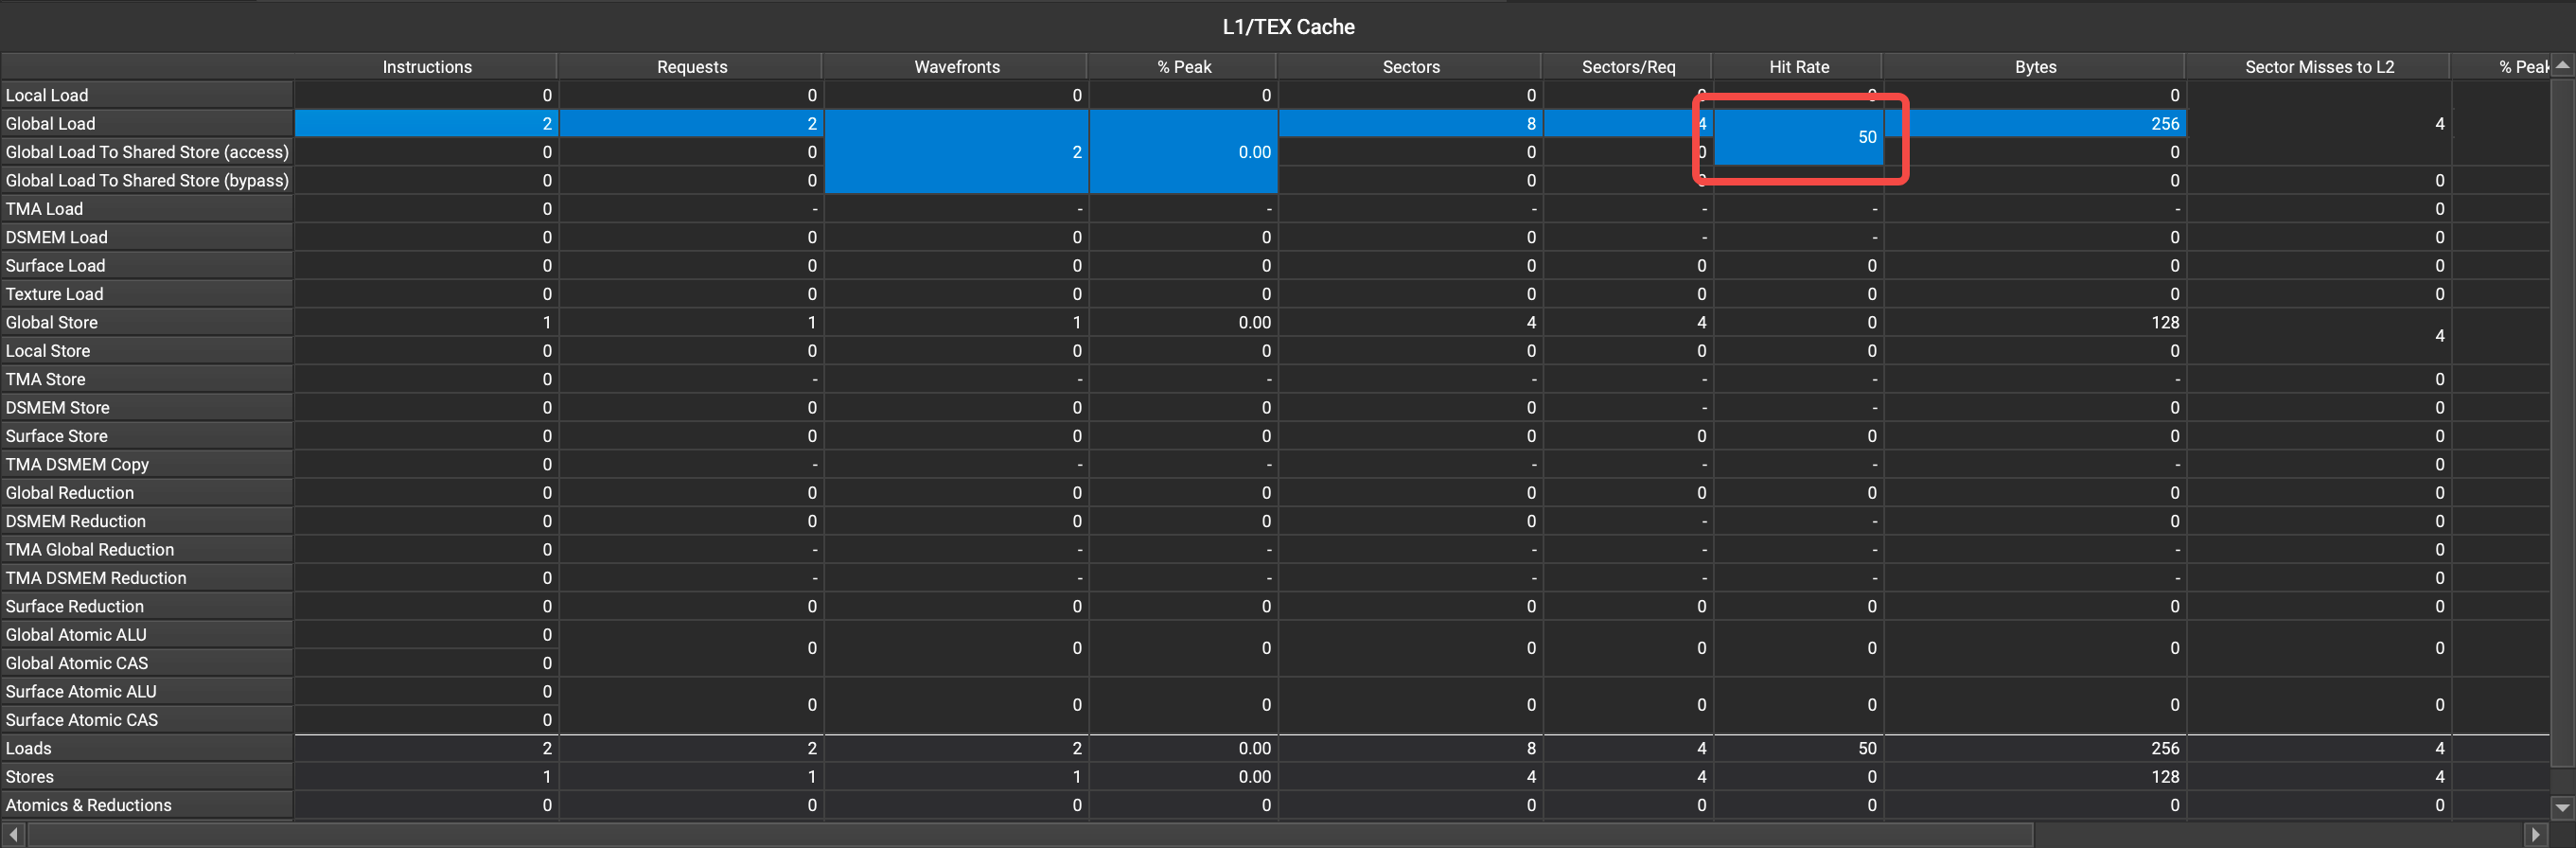 L1/TEX Cache
Instructions Requests Wavefronts % Peak Sectors Sectors/Req Hit Rate Bytes Sector Misses to L2 % Peak
Local Load 0 0 0 0 0 0 0 0
Global Load 2 2 8 4 50 256 4
Global Load To Shared Store (access) 0 0 2 0.00 0 0 0
Global Load To Shared Store (bypass) 0 0 0 0 0
TMA Load 0 - - - - - - - 0
DSMEM Load 0 0 0 0 0 - - 0 0
Surface Load 0 0 0 0 0 0 0 0 0
Texture Load 0 0 0 0 0 0 0 0 0
Global Store 1 1 1 0.00 4 4 0 128 4
Local Store 0 0 0 0 0 0 0 0
TMA Store 0 - - - - - - - 0
DSMEM Store 0 0 0 0 0 - - 0 0
Surface Store 0 0 0 0 0 0 0 0 0
TMA DSMEM Copy 0 - - - - - - - 0
Global Reduction 0 0 0 0 0 0 0 0 0
DSMEM Reduction 0 0 0 0 0 - - 0 0
TMA Global Reduction 0 - - - - - - - 0
TMA DSMEM Reduction 0 - - - - - - - 0
Surface Reduction 0 0 0 0 0 0 0 0 0
Global Atomic ALU 0 0 0 0 0 0 0 0 0
Global Atomic CAS 0
Surface Atomic ALU 0 0 0 0 0 0 0 0 0
Surface Atomic CAS 0
Loads 2 2 2 0.00 8 4 50 256 4
Stores 1 1 1 0.00 4 4 0 128 4
Atomics & Reductions 0 0 0 0 0 0 0 0 0